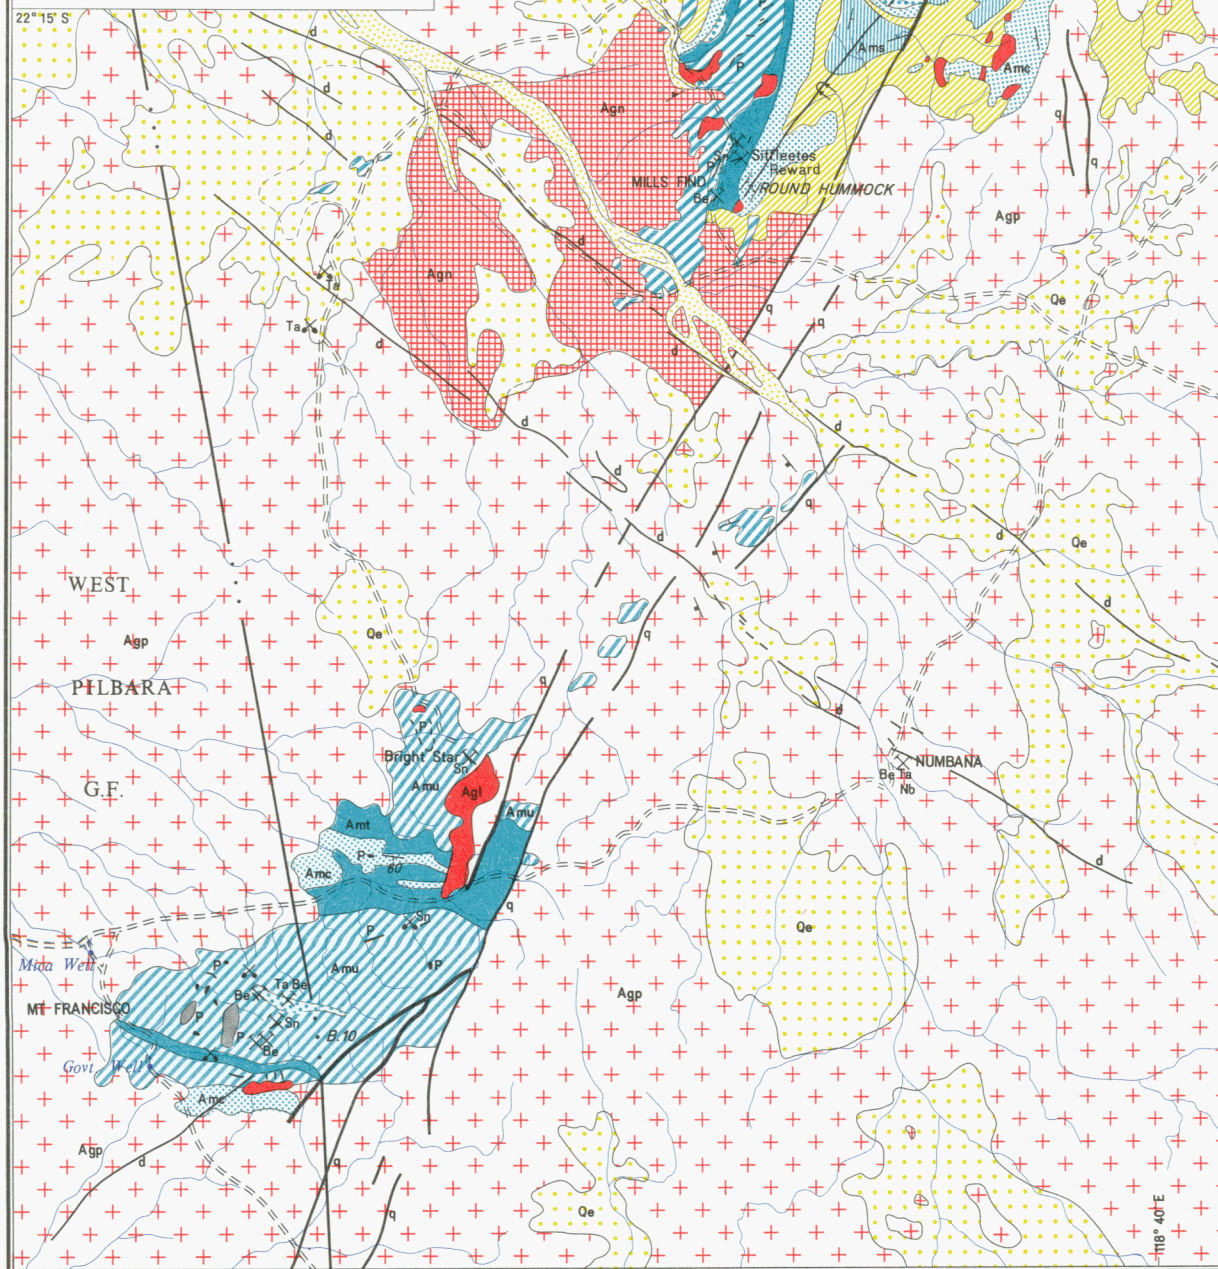 22° 15' S
d
P
Ams
Amc
d
Agn
P
q
d
Sn
Siffleetes
Reward
P
MILLS FIND
ROUND HUMMOCK
Be
q
Agp
d
Agn
Ta
Qe
Ta
q
q
d
d
d
d
d
q
d
d
Qe
WEST
d
Qe
Agp
q
PILBARA
q
d
P
Bright Star
Sn
NUMBANA
Be Ta
Nb
G.F.
Amu
Agl
Amu
Amt
P
60
d
Amc
q
Sn
P
Qe
Mica Well
P
Amu
P
Ta Be
Be
Agp
MT FRANCISCO
P
Sn
P
B.10
Be
Govt Well
Amc
Agp
d
q
q
Qe
118° 40' E